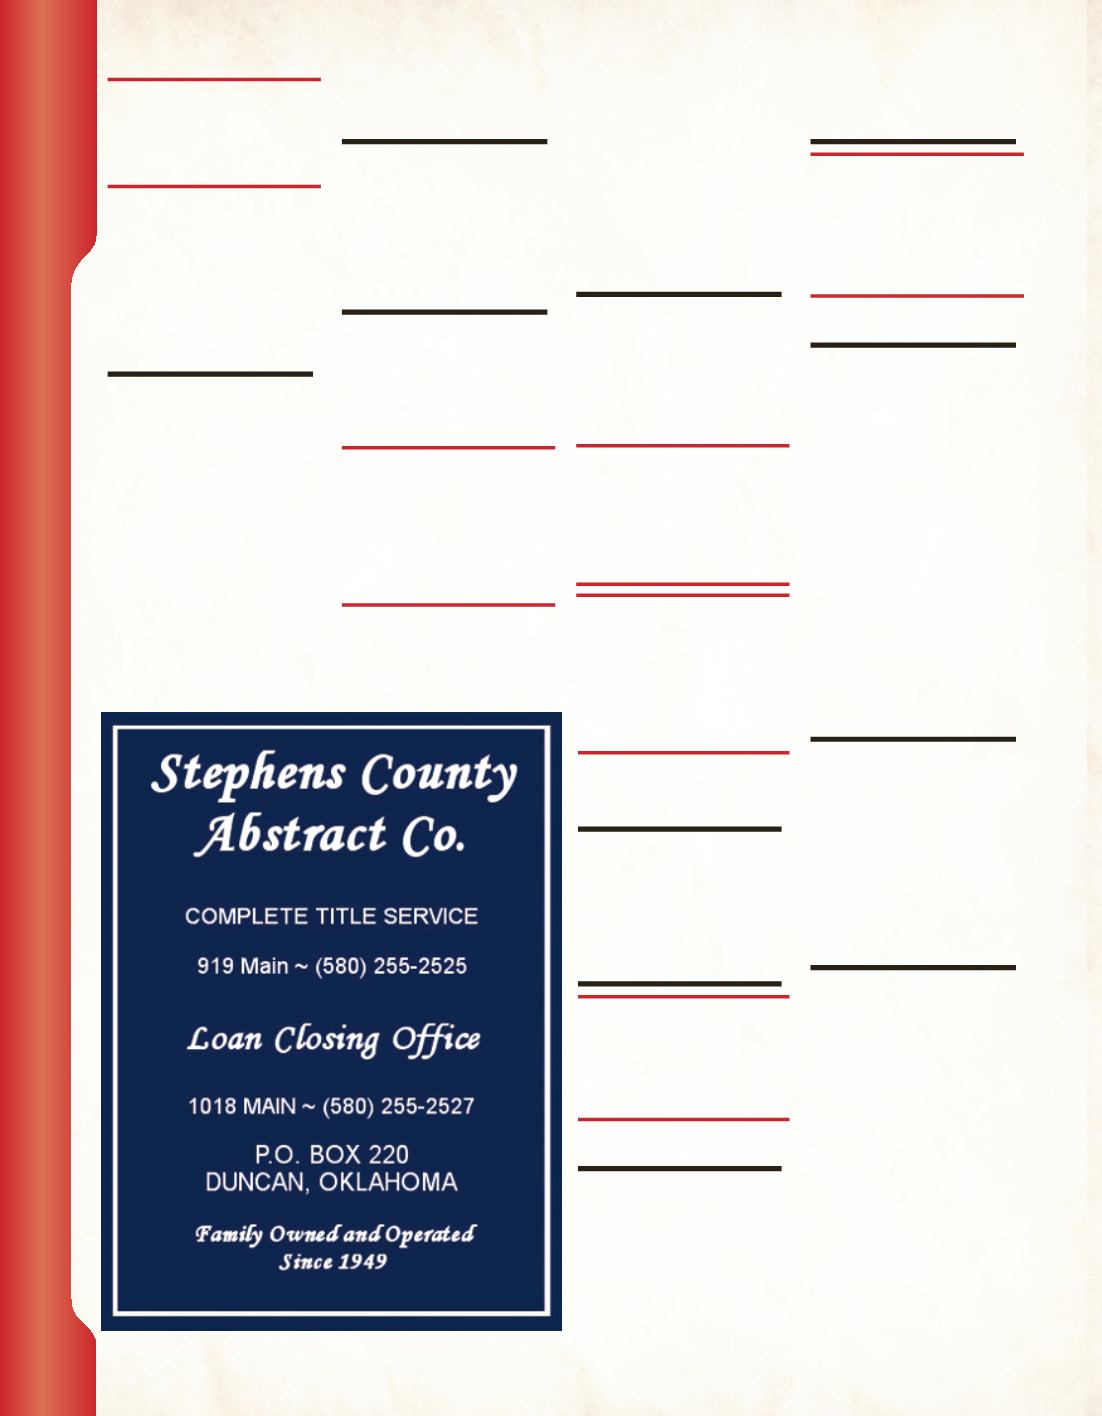 Stephens County
Abstract Co.
COMPLETE TITLE SERVICE
919 Main ~ (580) 255-2525
Loan Closing Office
1018 MAIN ~ (580) 255-2527
P.O. BOX 220
DUNCAN, OKLAHOMA
Family Owned and Operated
Since 1949